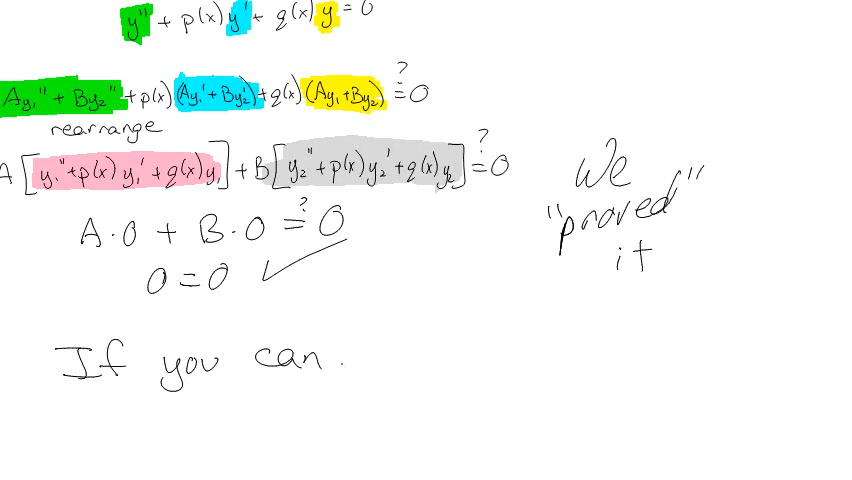 y'' + p(x) y' + q(x) y = 0
Ay₁'' + By₂'' + p(x) (Ay₁' + By₂') + q(x) (Ay₁ + By₂) ≟ 0
rearrange
A [y₁'' + p(x) y₁' + q(x) y₁] + B [y₂'' + p(x) y₂' + q(x) y₂] ≟ 0
A · 0 + B · 0 ≟ 0
0 = 0 ✓
We
"proved"
it
If you can.